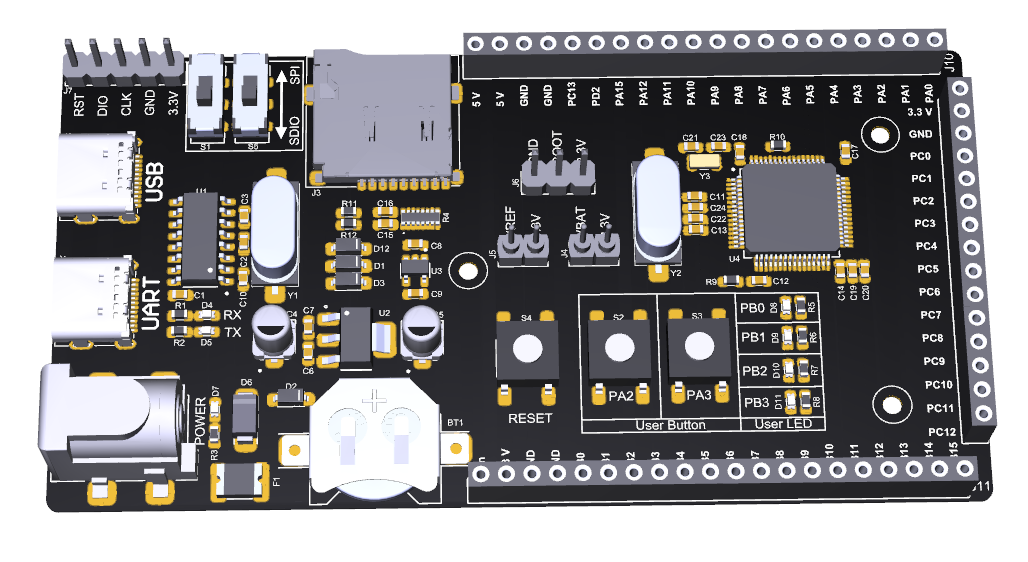 J7
RST
DIO
CLK
GND
3.3V
S1
S5
SPI
SDIO
J3
5 V
5 V
GND
GND
PC13
PD2
PA15
PA12
PA11
PA10
PA9
PA8
PA7
PA6
PA5
PA4
PA3
PA2
PA1
PA0
3.3 V
GND
PC0
PC1
PC2
PC3
PC4
PC5
PC6
PC7
PC8
PC9
PC10
PC11
PC12
USB
UART
U1
C3
C2
C10
C1
Y1
R1
D4
RX
R2
D5
TX
R11
C16
R4
R12
C15
D12
D1
D3
C8
U3
C9
C7
C6
U2
J6
J5
J4
C21
C23
C18
R10
C17
Y3
C11
C24
C22
C13
Y2
U4
R9
C12
C14
C19
C20
S4
RESET
S2
PA2
S3
PA3
User Button
PB0
D8
R5
PB1
D9
R6
PB2
D10
R7
PB3
D11
R8
User LED
POWER
D7
R3
D6
D2
F1
BT1